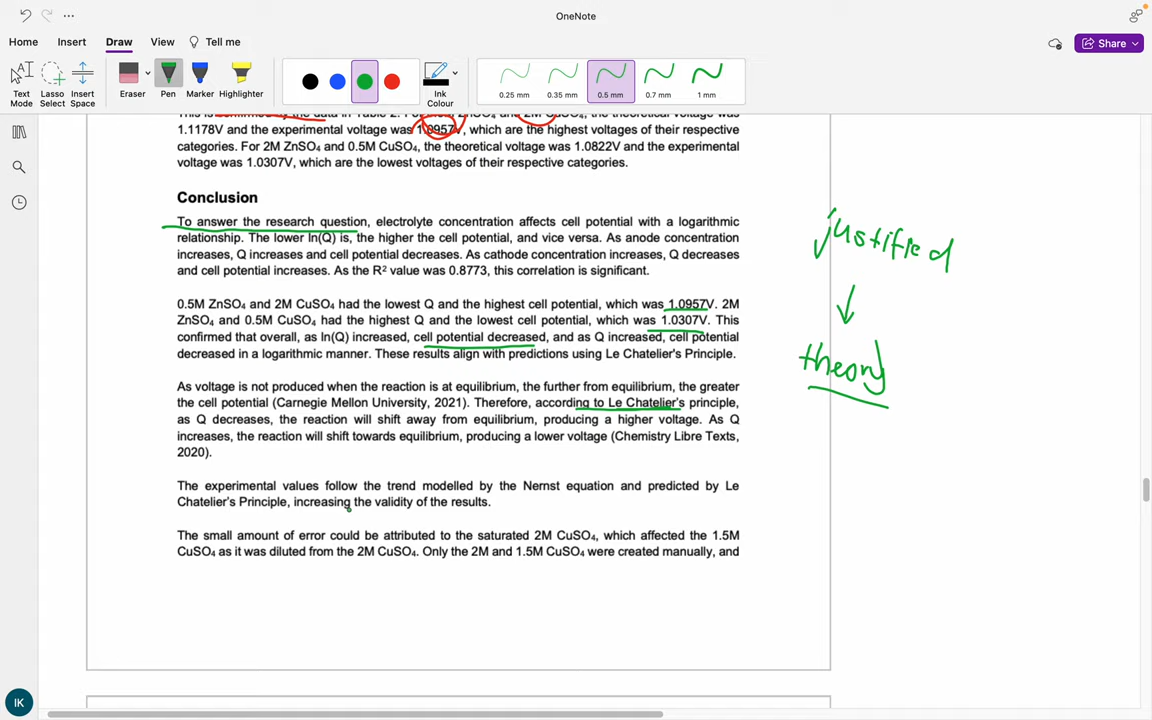 OneNote
Home Insert Draw View Tell me
Share
Text Mode
Lasso Select
Insert Space
Eraser
Pen
Marker
Highlighter
Ink Colour
0.25 mm
0.35 mm
0.5 mm
0.7 mm
1 mm
1.1178V and the experimental voltage was 1.0957V, which are the highest voltages of their respective
categories. For 2M ZnSO₄ and 0.5M CuSO₄, the theoretical voltage was 1.0822V and the experimental
voltage was 1.0307V, which are the lowest voltages of their respective categories.
Conclusion
To answer the research question, electrolyte concentration affects cell potential with a logarithmic
relationship. The lower ln(Q) is, the higher the cell potential, and vice versa. As anode concentration
increases, Q increases and cell potential decreases. As cathode concentration increases, Q decreases
and cell potential increases. As the R² value was 0.8773, this correlation is significant.
0.5M ZnSO₄ and 2M CuSO₄ had the lowest Q and the highest cell potential, which was 1.0957V. 2M
ZnSO₄ and 0.5M CuSO₄ had the highest Q and the lowest cell potential, which was 1.0307V. This
confirmed that overall, as ln(Q) increased, cell potential decreased, and as Q increased, cell potential
decreased in a logarithmic manner. These results align with predictions using Le Chatelier's Principle.
As voltage is not produced when the reaction is at equilibrium, the further from equilibrium, the greater
the cell potential (Carnegie Mellon University, 2021). Therefore, according to Le Chatelier's principle,
as Q decreases, the reaction will shift away from equilibrium, producing a higher voltage. As Q
increases, the reaction will shift towards equilibrium, producing a lower voltage (Chemistry Libre Texts,
2020).
The experimental values follow the trend modelled by the Nernst equation and predicted by Le
Chatelier's Principle, increasing the validity of the results.
The small amount of error could be attributed to the saturated 2M CuSO₄, which affected the 1.5M
CuSO₄ as it was diluted from the 2M CuSO₄. Only the 2M and 1.5M CuSO₄ were created manually, and
justified
theory
IK